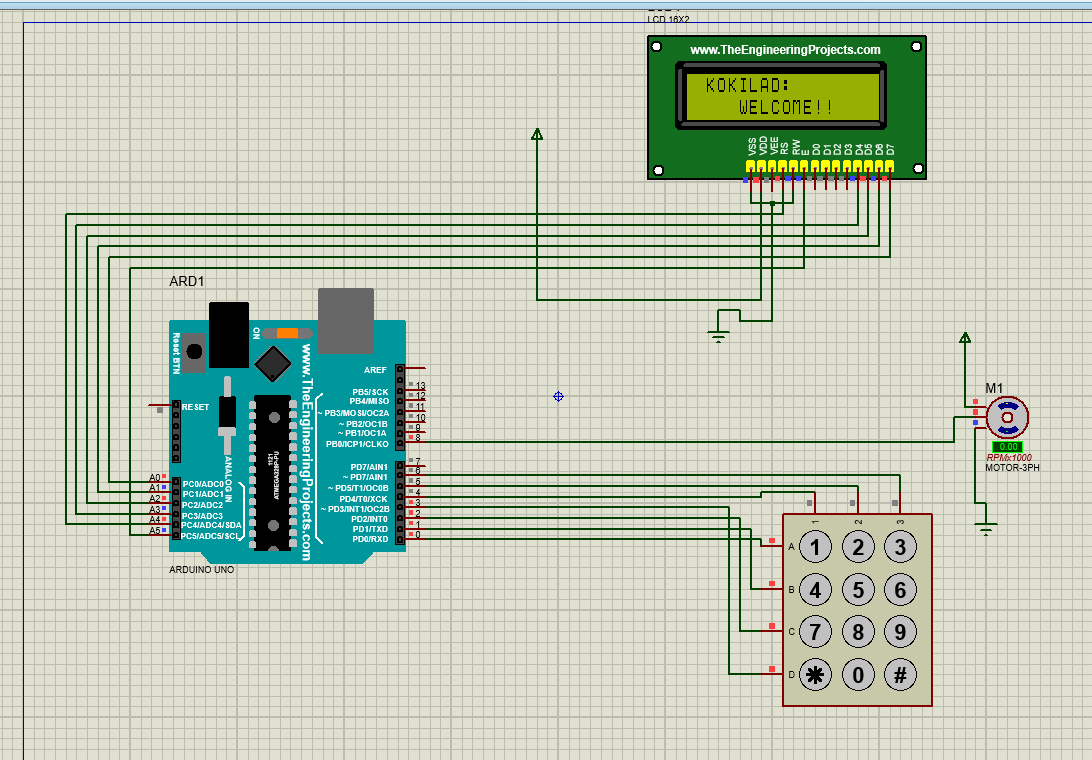 LCD 16X2
www.TheEngineeringProjects.com
KOKILAD:
WELCOME!!
VSS
VDD
VEE
RS
RW
E
D0
D1
D2
D3
D4
D5
D6
D7
ARD1
Reset BTN
ON
www.TheEngineeringProjects.com
AREF
13
PB5/SCK
12
PB4/MISO
11
~ PB3/MOSI/OC2A
10
~ PB2/OC1B
9
~ PB1/OC1A
8
PB0/ICP1/CLKO
RESET
ANALOG IN
ATMEGA328P-PU
1121
7
PD7/AIN1
6
~ PD7/AIN1
5
~ PD5/T1/OC0B
4
PD4/T0/XCK
3
~ PD3/INT1/OC2B
2
PD2/INT0
1
PD1/TXD
0
PD0/RXD
A0
PC0/ADC0
A1
PC1/ADC1
A2
PC2/ADC2
A3
PC3/ADC3
A4
PC4/ADC4/SDA
A5
PC5/ADC5/SCL
ARDUINO UNO
M1
0.00
RPMx1000
MOTOR-3PH
1
2
3
A
1 2 3
B
4 5 6
C
7 8 9
D
✱ 0 #